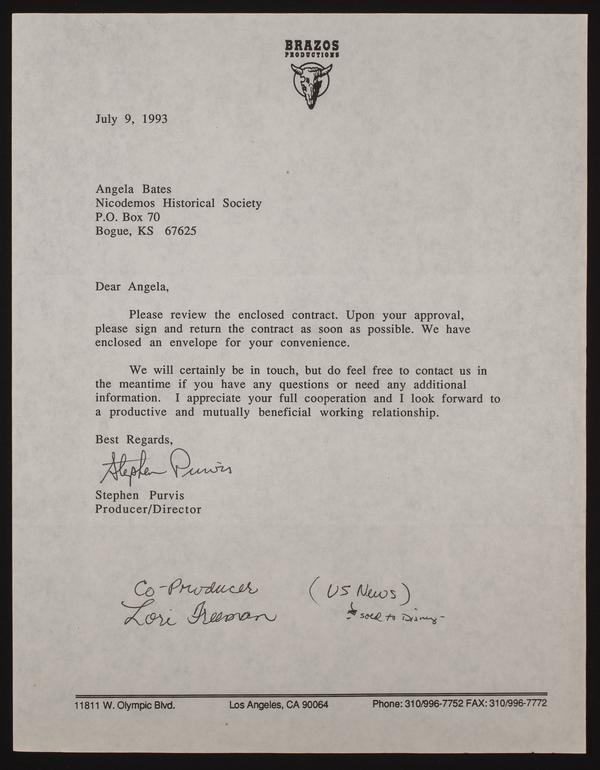 BRAZOS
PRODUCTIONS
July 9, 1993
Angela Bates
Nicodemos Historical Society
P.O. Box 70
Bogue, KS 67625
Dear Angela,
Please review the enclosed contract. Upon your approval,
please sign and return the contract as soon as possible. We have
enclosed an envelope for your convenience.
We will certainly be in touch, but do feel free to contact us in
the meantime if you have any questions or need any additional
information. I appreciate your full cooperation and I look forward to
a productive and mutually beneficial working relationship.
Best Regards,
Stephen Purvis
Stephen Purvis
Producer/Director
Co-Producer (US News)
Lori Freeman sold to Disney-
11811 W. Olympic Blvd. Los Angeles, CA 90064 Phone: 310/996-7752 FAX: 310/996-7772